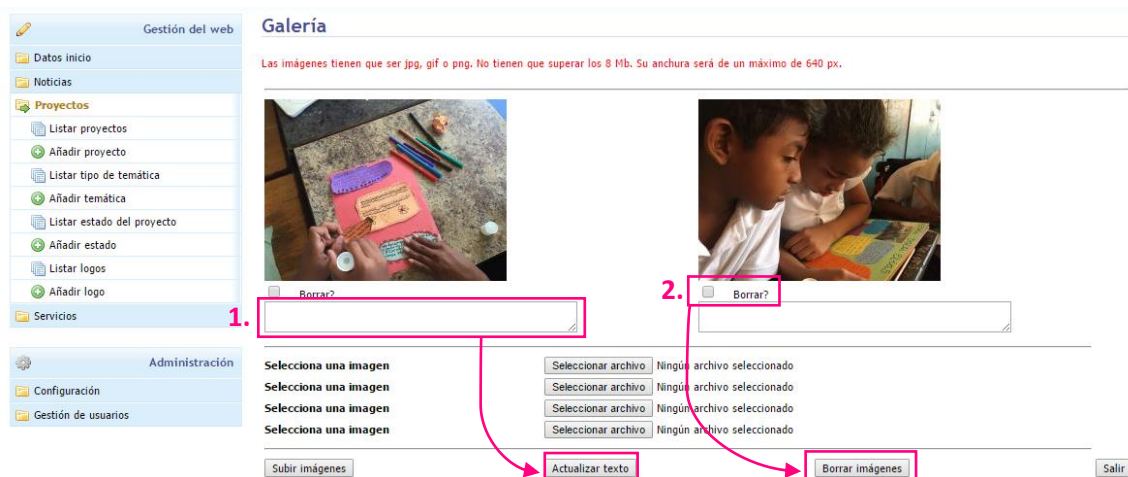 Gestión del web
Datos inicio
Noticias
Proyectos
Listar proyectos
Añadir proyecto
Listar tipo de temática
Añadir temática
Listar estado del proyecto
Añadir estado
Listar logos
Añadir logo
Servicios
Administración
Configuración
Gestión de usuarios
Galería
Las imágenes tienen que ser jpg, gif o png. No tienen que superar los 8 Mb. Su anchura será de un máximo de 640 px.
Borrar?
1.
2.
Borrar?
Selecciona una imagen Seleccionar archivo Ningún archivo seleccionado
Selecciona una imagen Seleccionar archivo Ningún archivo seleccionado
Selecciona una imagen Seleccionar archivo Ningún archivo seleccionado
Selecciona una imagen Seleccionar archivo Ningún archivo seleccionado
Subir imágenes Actualizar texto Borrar imágenes Salir